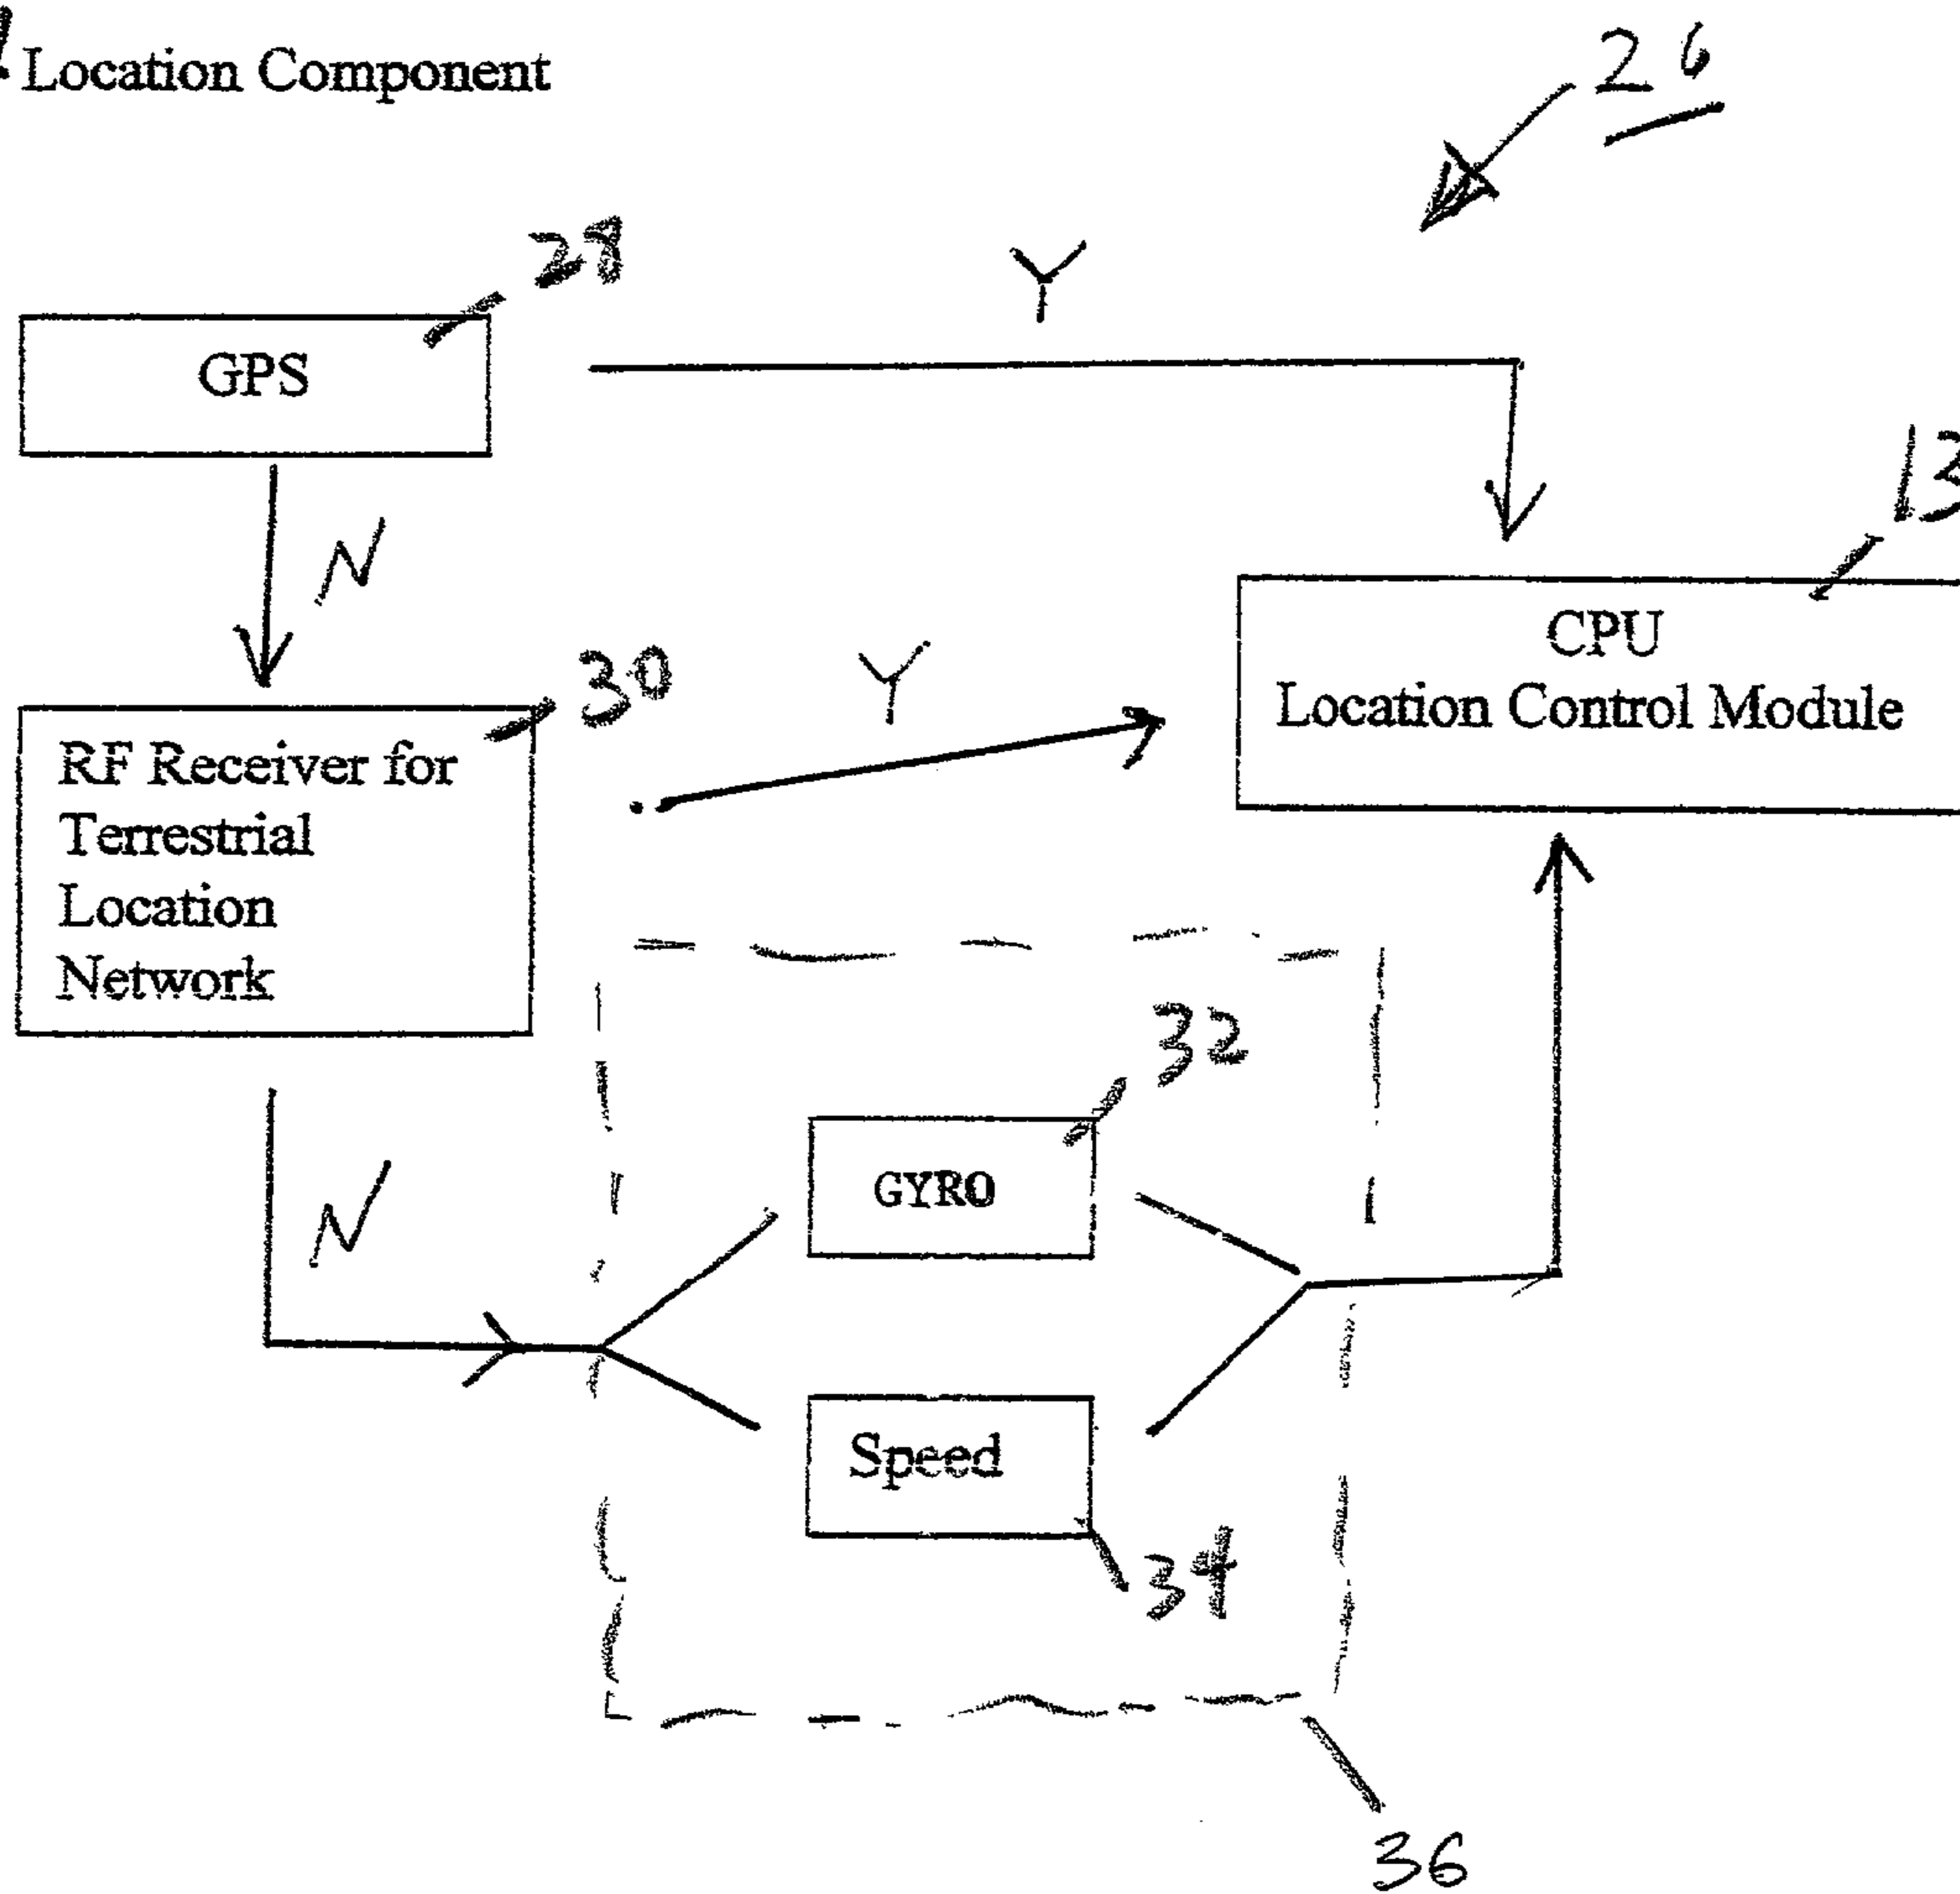 Location Component
26
28
Y
GPS
13
N
CPU
Location Control Module
30
Y
RF Receiver for
Terrestrial
Location
Network
32
GYRO
N
Speed
34
36